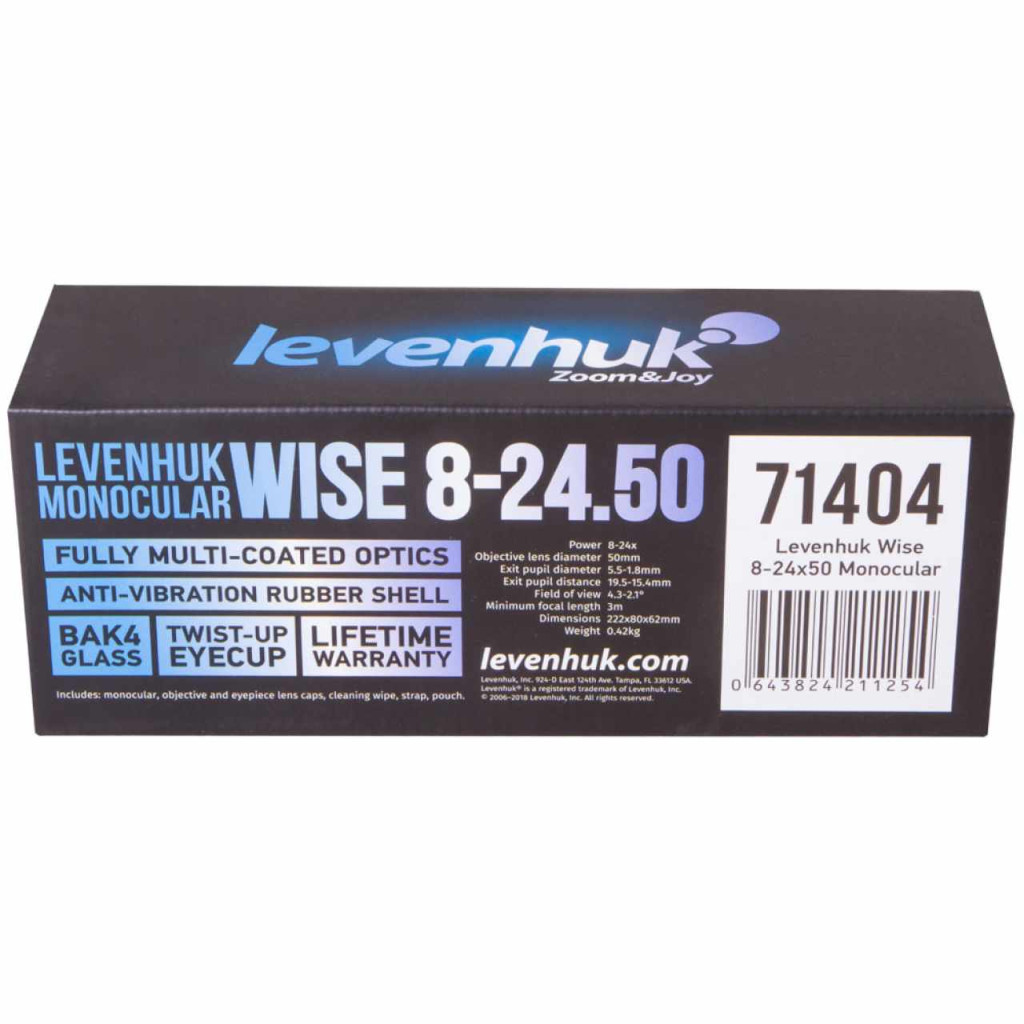 levenhuk
Zoom&Joy
LEVENHUK
MONOCULAR
WISE 8-24.50
FULLY MULTI-COATED OPTICS
ANTI-VIBRATION RUBBER SHELL
BAK4
GLASS
TWIST-UP
EYECUP
LIFETIME
WARRANTY
Includes: monocular, objective and eyepiece lens caps, cleaning wipe, strap, pouch.
Power 8-24x
Objective lens diameter 50mm
Exit pupil diameter 5.5-1.8mm
Exit pupil distance 19.5-15.4mm
Field of view 4.3-2.1°
Minimum focal length 3m
Dimensions 222x80x62mm
Weight 0.42kg
levenhuk.com
Levenhuk, Inc. 924-D East 124th Ave. Tampa, FL 33612 USA.
Levenhuk® is a registered trademark of Levenhuk, Inc.
© 2006-2018 Levenhuk, Inc. All rights reserved.
71404
Levenhuk Wise
8-24x50 Monocular
0 643824 211254